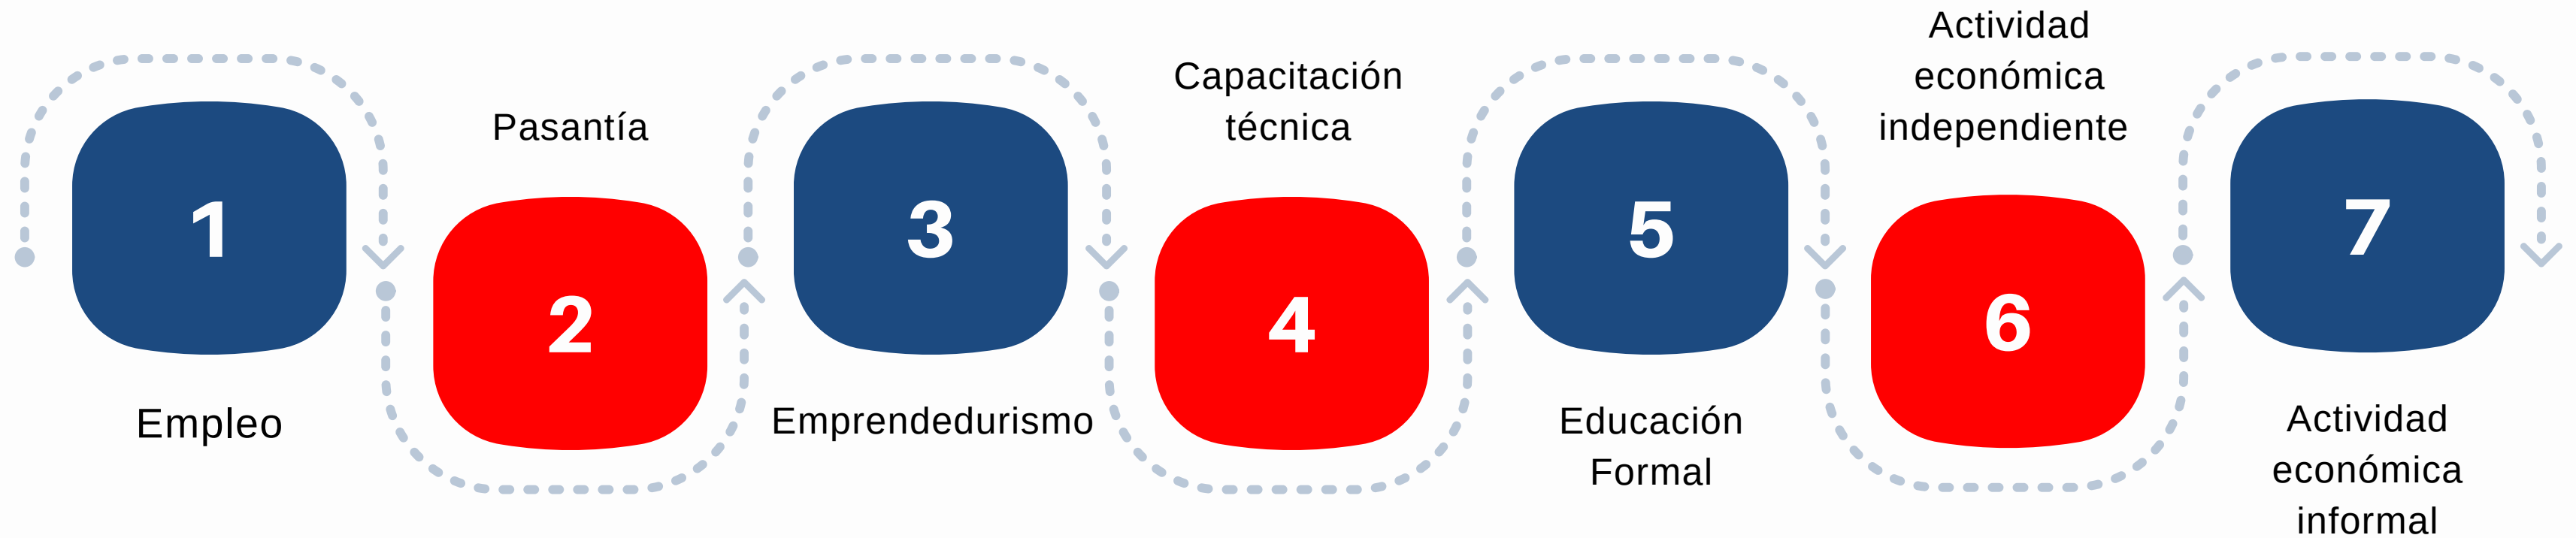 1
Empleo
Pasantía
2
3
Emprendedurismo
Capacitación
técnica
4
5
Educación
Formal
Actividad
económica
independiente
6
7
Actividad
económica
informal